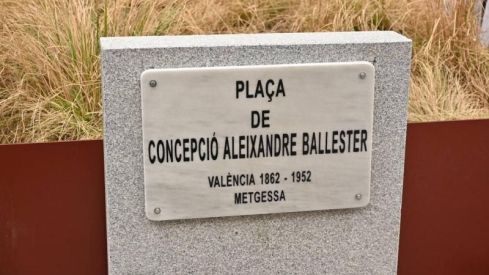 PLAÇA
DE
CONCEPCIÓ ALEIXANDRE BALLESTER
VALÈNCIA 1862 - 1952
METGESSA